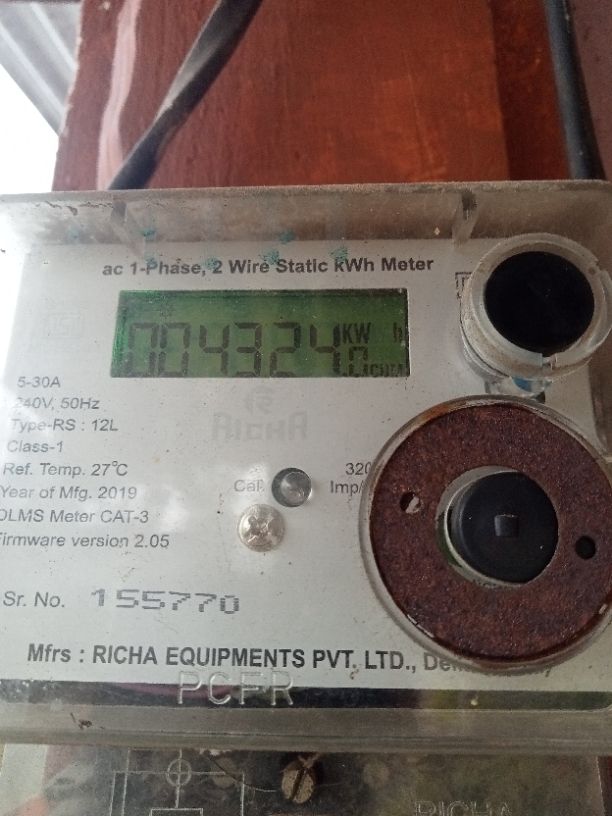 ac 1-Phase, 2 Wire Static kWh Meter
004324.0 KW h
CUM
5-30A
240V, 50Hz
Type-RS : 12L
Class-1
Ref. Temp. 27°C
Year of Mfg. 2019
DLMS Meter CAT-3
Firmware version 2.05
RICHA
Cal.
320
Imp/
Sr. No. 155770
Mfrs : RICHA EQUIPMENTS PVT. LTD.,
RICHA